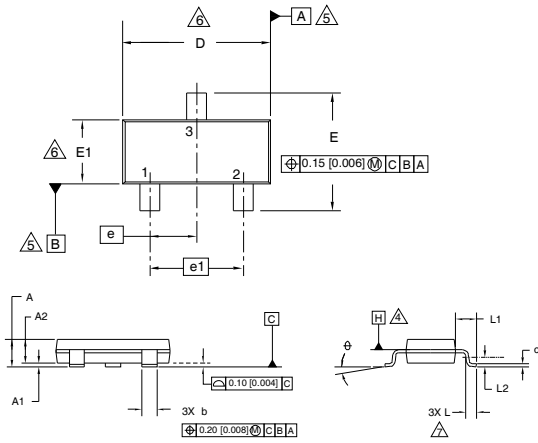 6
D
A 5
3
6
E1
E
1 2
⌖ 0.15 [0.006] Ⓜ C B A
5 B
e
e1
A
A2
A1
C
⌓ 0.10 [0.004] C
3X b
⌖ 0.20 [0.008] Ⓜ C B A
H 4
L1
θ
c
L2
3X L
7